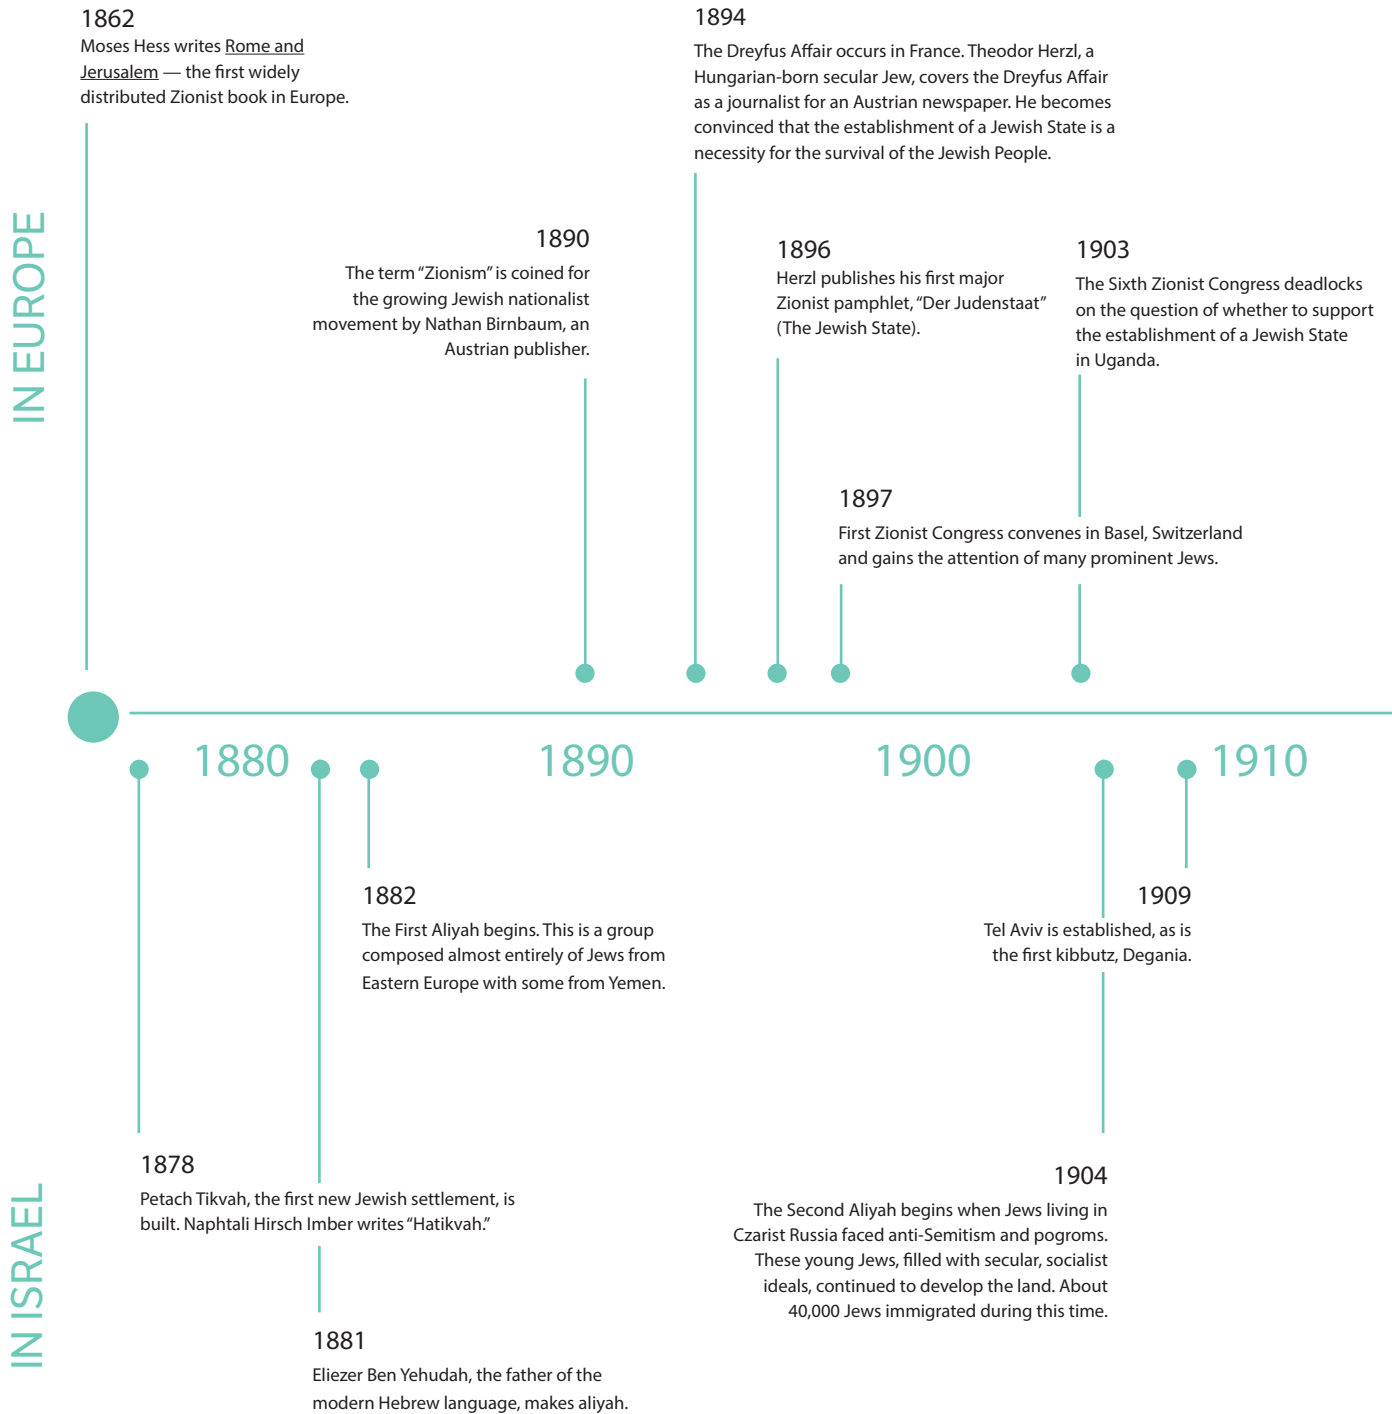 1862
Moses Hess writes Rome and
Jerusalem — the first widely
distributed Zionist book in Europe.
1894
The Dreyfus Affair occurs in France. Theodor Herzl, a
Hungarian-born secular Jew, covers the Dreyfus Affair
as a journalist for an Austrian newspaper. He becomes
convinced that the establishment of a Jewish State is a
necessity for the survival of the Jewish People.
IN EUROPE
1890
The term “Zionism” is coined for
the growing Jewish nationalist
movement by Nathan Birnbaum, an
Austrian publisher.
1896
Herzl publishes his first major
Zionist pamphlet, “Der Judenstaat”
(The Jewish State).
1903
The Sixth Zionist Congress deadlocks
on the question of whether to support
the establishment of a Jewish State
in Uganda.
1897
First Zionist Congress convenes in Basel, Switzerland
and gains the attention of many prominent Jews.
1880 1890 1900 1910
1882
The First Aliyah begins. This is a group
composed almost entirely of Jews from
Eastern Europe with some from Yemen.
1909
Tel Aviv is established, as is
the first kibbutz, Degania.
IN ISRAEL
1878
Petach Tikvah, the first new Jewish settlement, is
built. Naphtali Hirsch Imber writes “Hatikvah.”
1904
The Second Aliyah begins when Jews living in
Czarist Russia faced anti-Semitism and pogroms.
These young Jews, filled with secular, socialist
ideals, continued to develop the land. About
40,000 Jews immigrated during this time.
1881
Eliezer Ben Yehudah, the father of the
modern Hebrew language, makes aliyah.